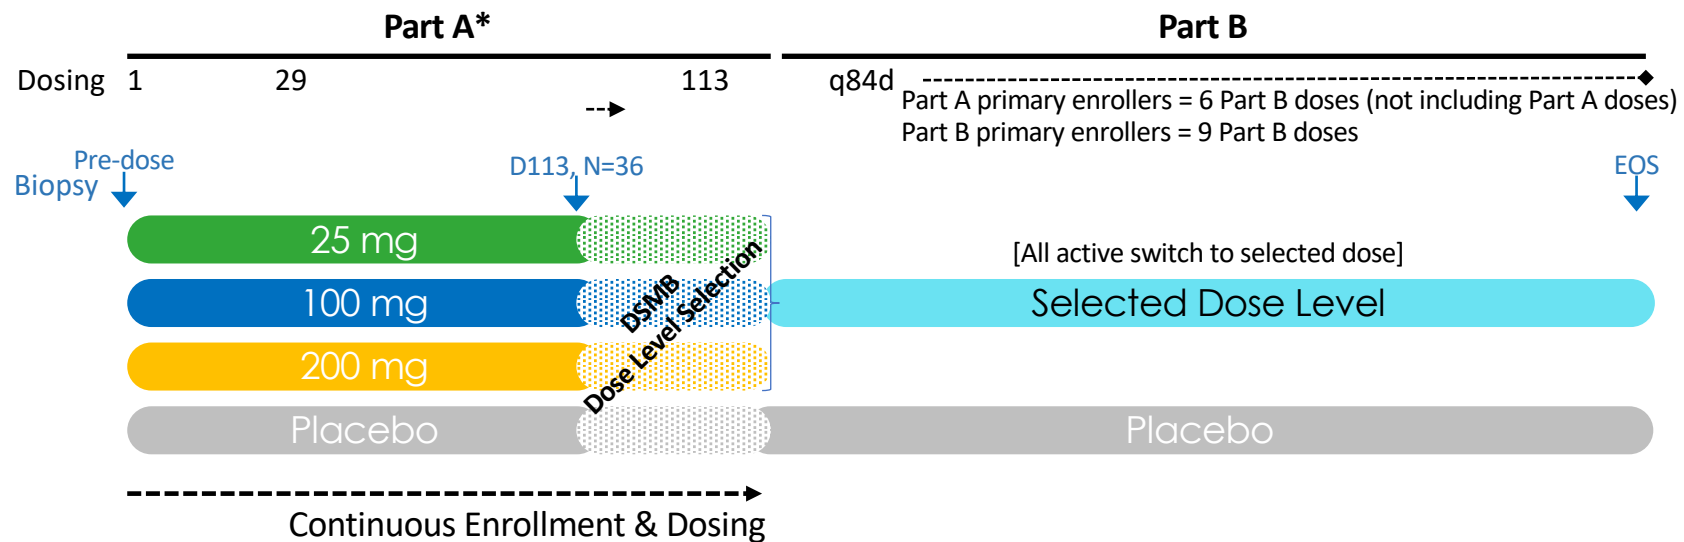 Part A*
Part B
Dosing 1 29 113 q84d
Part A primary enrollers = 6 Part B doses (not including Part A doses)
Part B primary enrollers = 9 Part B doses
Pre-dose
Biopsy
D113, N=36
EOS
25 mg
[All active switch to selected dose]
100 mg
Selected Dose Level
200 mg
DSMB
Dose Level Selection
Placebo
Placebo
Continuous Enrollment & Dosing